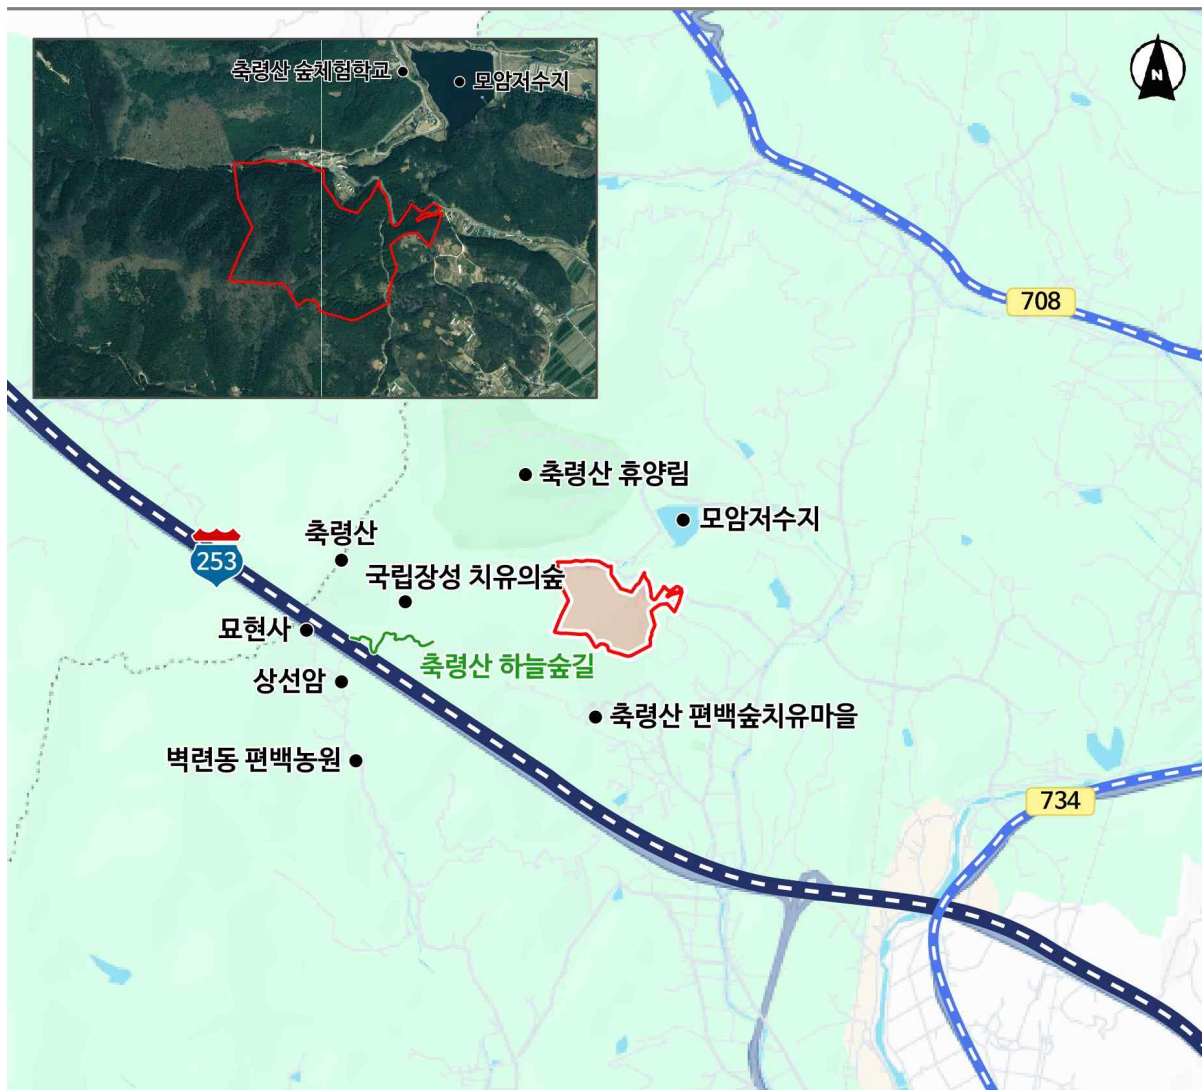 축령산 숲체험학교
모암저수지
N
708
축령산 휴양림
모암저수지
축령산
253
국립장성 치유의숲
묘현사
축령산 하늘숲길
상선암
축령산 편백숲치유마을
벽련동 편백농원
734